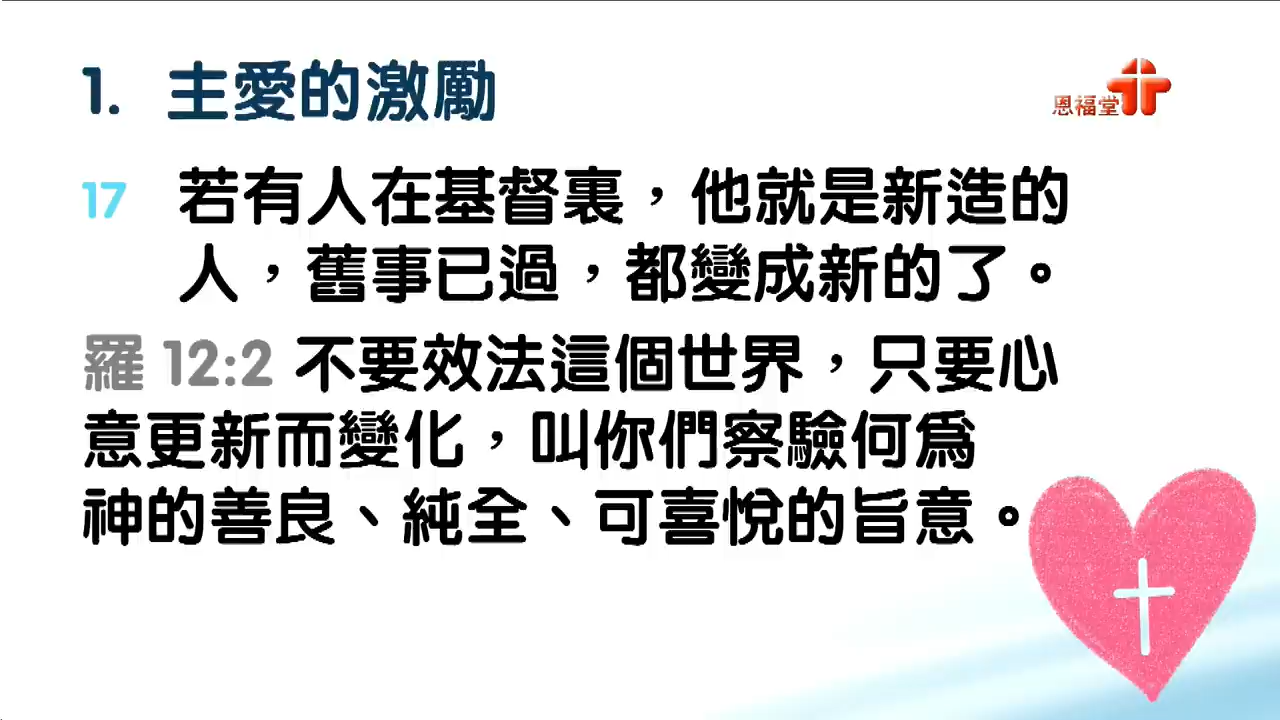 1. 主愛的激勵
恩福堂
17 若有人在基督裏，他就是新造的
人，舊事已過，都變成新的了。
羅 12:2 不要效法這個世界，只要心
意更新而變化，叫你們察驗何為
神的善良、純全、可喜悅的旨意。